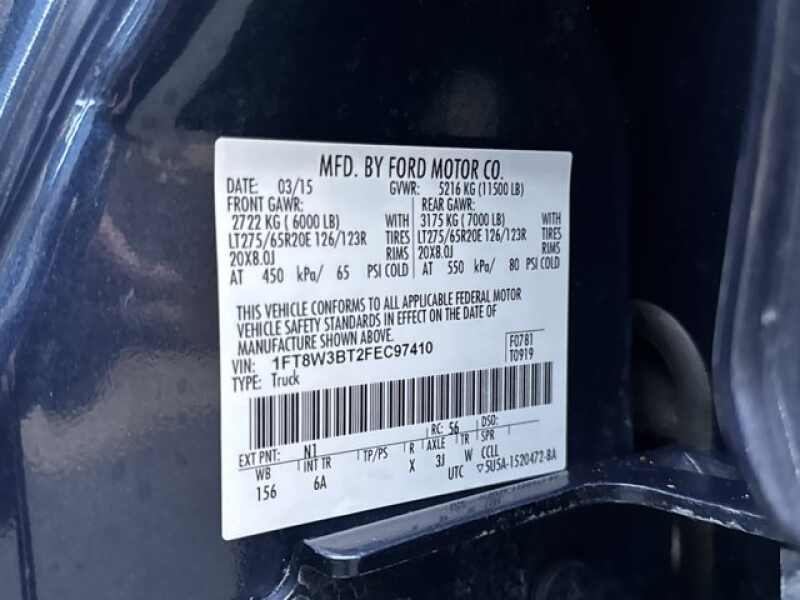 MFD. BY FORD MOTOR CO.
DATE: 03/15 GVWR: 5216 KG (11500 LB)
FRONT GAWR: REAR GAWR:
2722 KG (6000 LB) WITH 3175 KG (7000 LB) WITH
LT275/65R20E 126/123R TIRES LT275/65R20E 126/123R TIRES
20X8.0J RIMS 20X8.0J RIMS
AT 450 kPa/ 65 PSI COLD AT 550 kPa/ 80 PSI COLD
THIS VEHICLE CONFORMS TO ALL APPLICABLE FEDERAL MOTOR
VEHICLE SAFETY STANDARDS IN EFFECT ON THE DATE OF
MANUFACTURE SHOWN ABOVE.
VIN: 1FT8W3BT2FEC97410 F0781
TYPE: Truck T0919
EXT PNT: N1 RC: 56 DSO:
WB INT TR TP/PS R AXLE TR SPR
156 6A X 3J W CCLL
UTC ▽5U5A-1520472-BA